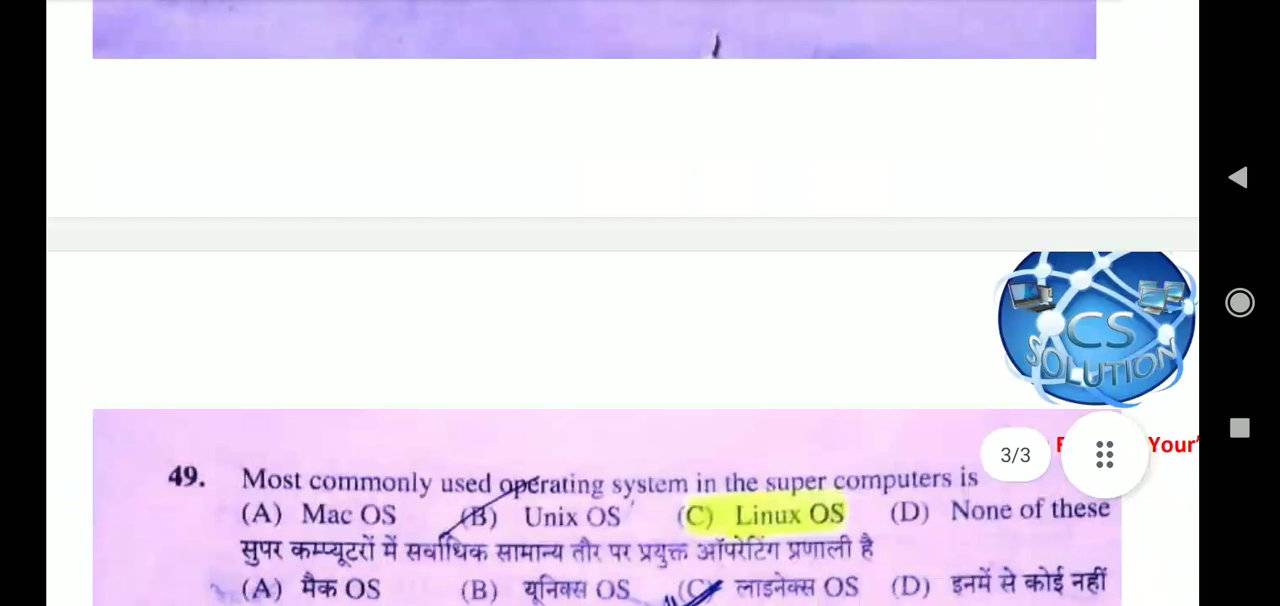 CS
SOLUTION
3/3
Your'
49. Most commonly used operating system in the super computers is
(A) Mac OS (B) Unix OS (C) Linux OS (D) None of these
सुपर कम्प्यूटरों में सर्वाधिक सामान्य तौर पर प्रयुक्त ऑपरेटिंग प्रणाली है
(A) मैक OS (B) यूनिक्स OS (C) लाइनेक्स OS (D) इनमें से कोई नहीं